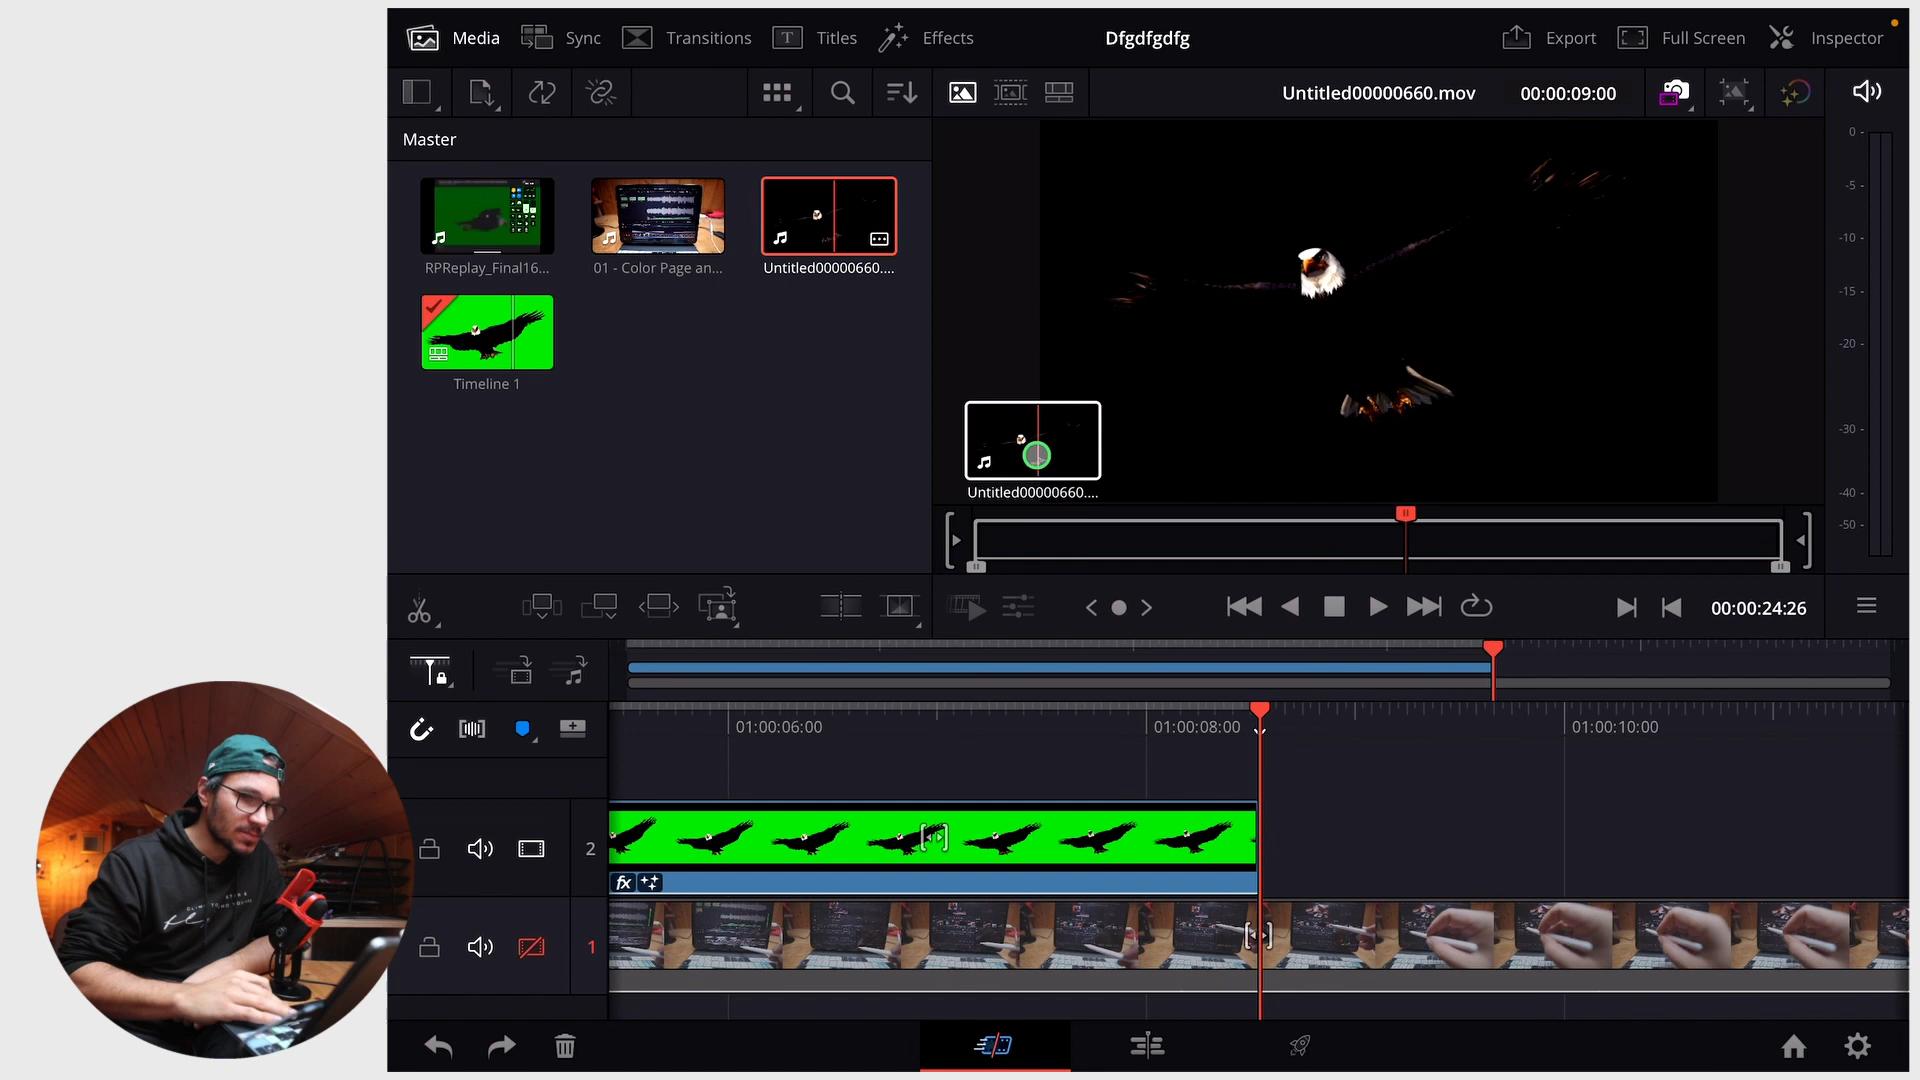 Media
Sync
Transitions
T
Titles
Effects
Dfgdfgdfg
Export
Full Screen
Inspector
Untitled00000660.mov
00:00:09:00
Master
RPReplay_Final16...
01 - Color Page an...
Untitled00000660....
Timeline 1
Untitled00000660....
0 -
-5 -
-10 -
-15 -
-20 -
-30 -
-40 -
-50 -
00:00:24:26
01:00:06:00
01:00:08:00
01:00:10:00
2
fx
1